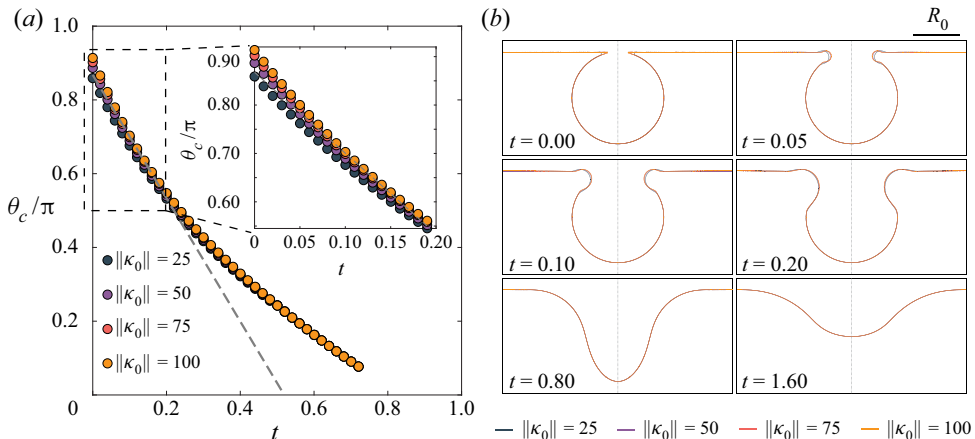 (a)
1.0
0.8
0.6
θc/π
0.4
0.2
0
0.2
0.4
0.6
0.8
1.0
t
‖κ0‖ = 25
‖κ0‖ = 50
‖κ0‖ = 75
‖κ0‖ = 100
0.90
0.80
θc/π
0.70
0.60
0
0.05
0.10
0.15
0.20
t
(b)
R_0
t = 0.00
t = 0.05
t = 0.10
t = 0.20
t = 0.80
t = 1.60
‖κ0‖ = 25
‖κ0‖ = 50
‖κ0‖ = 75
‖κ0‖ = 100